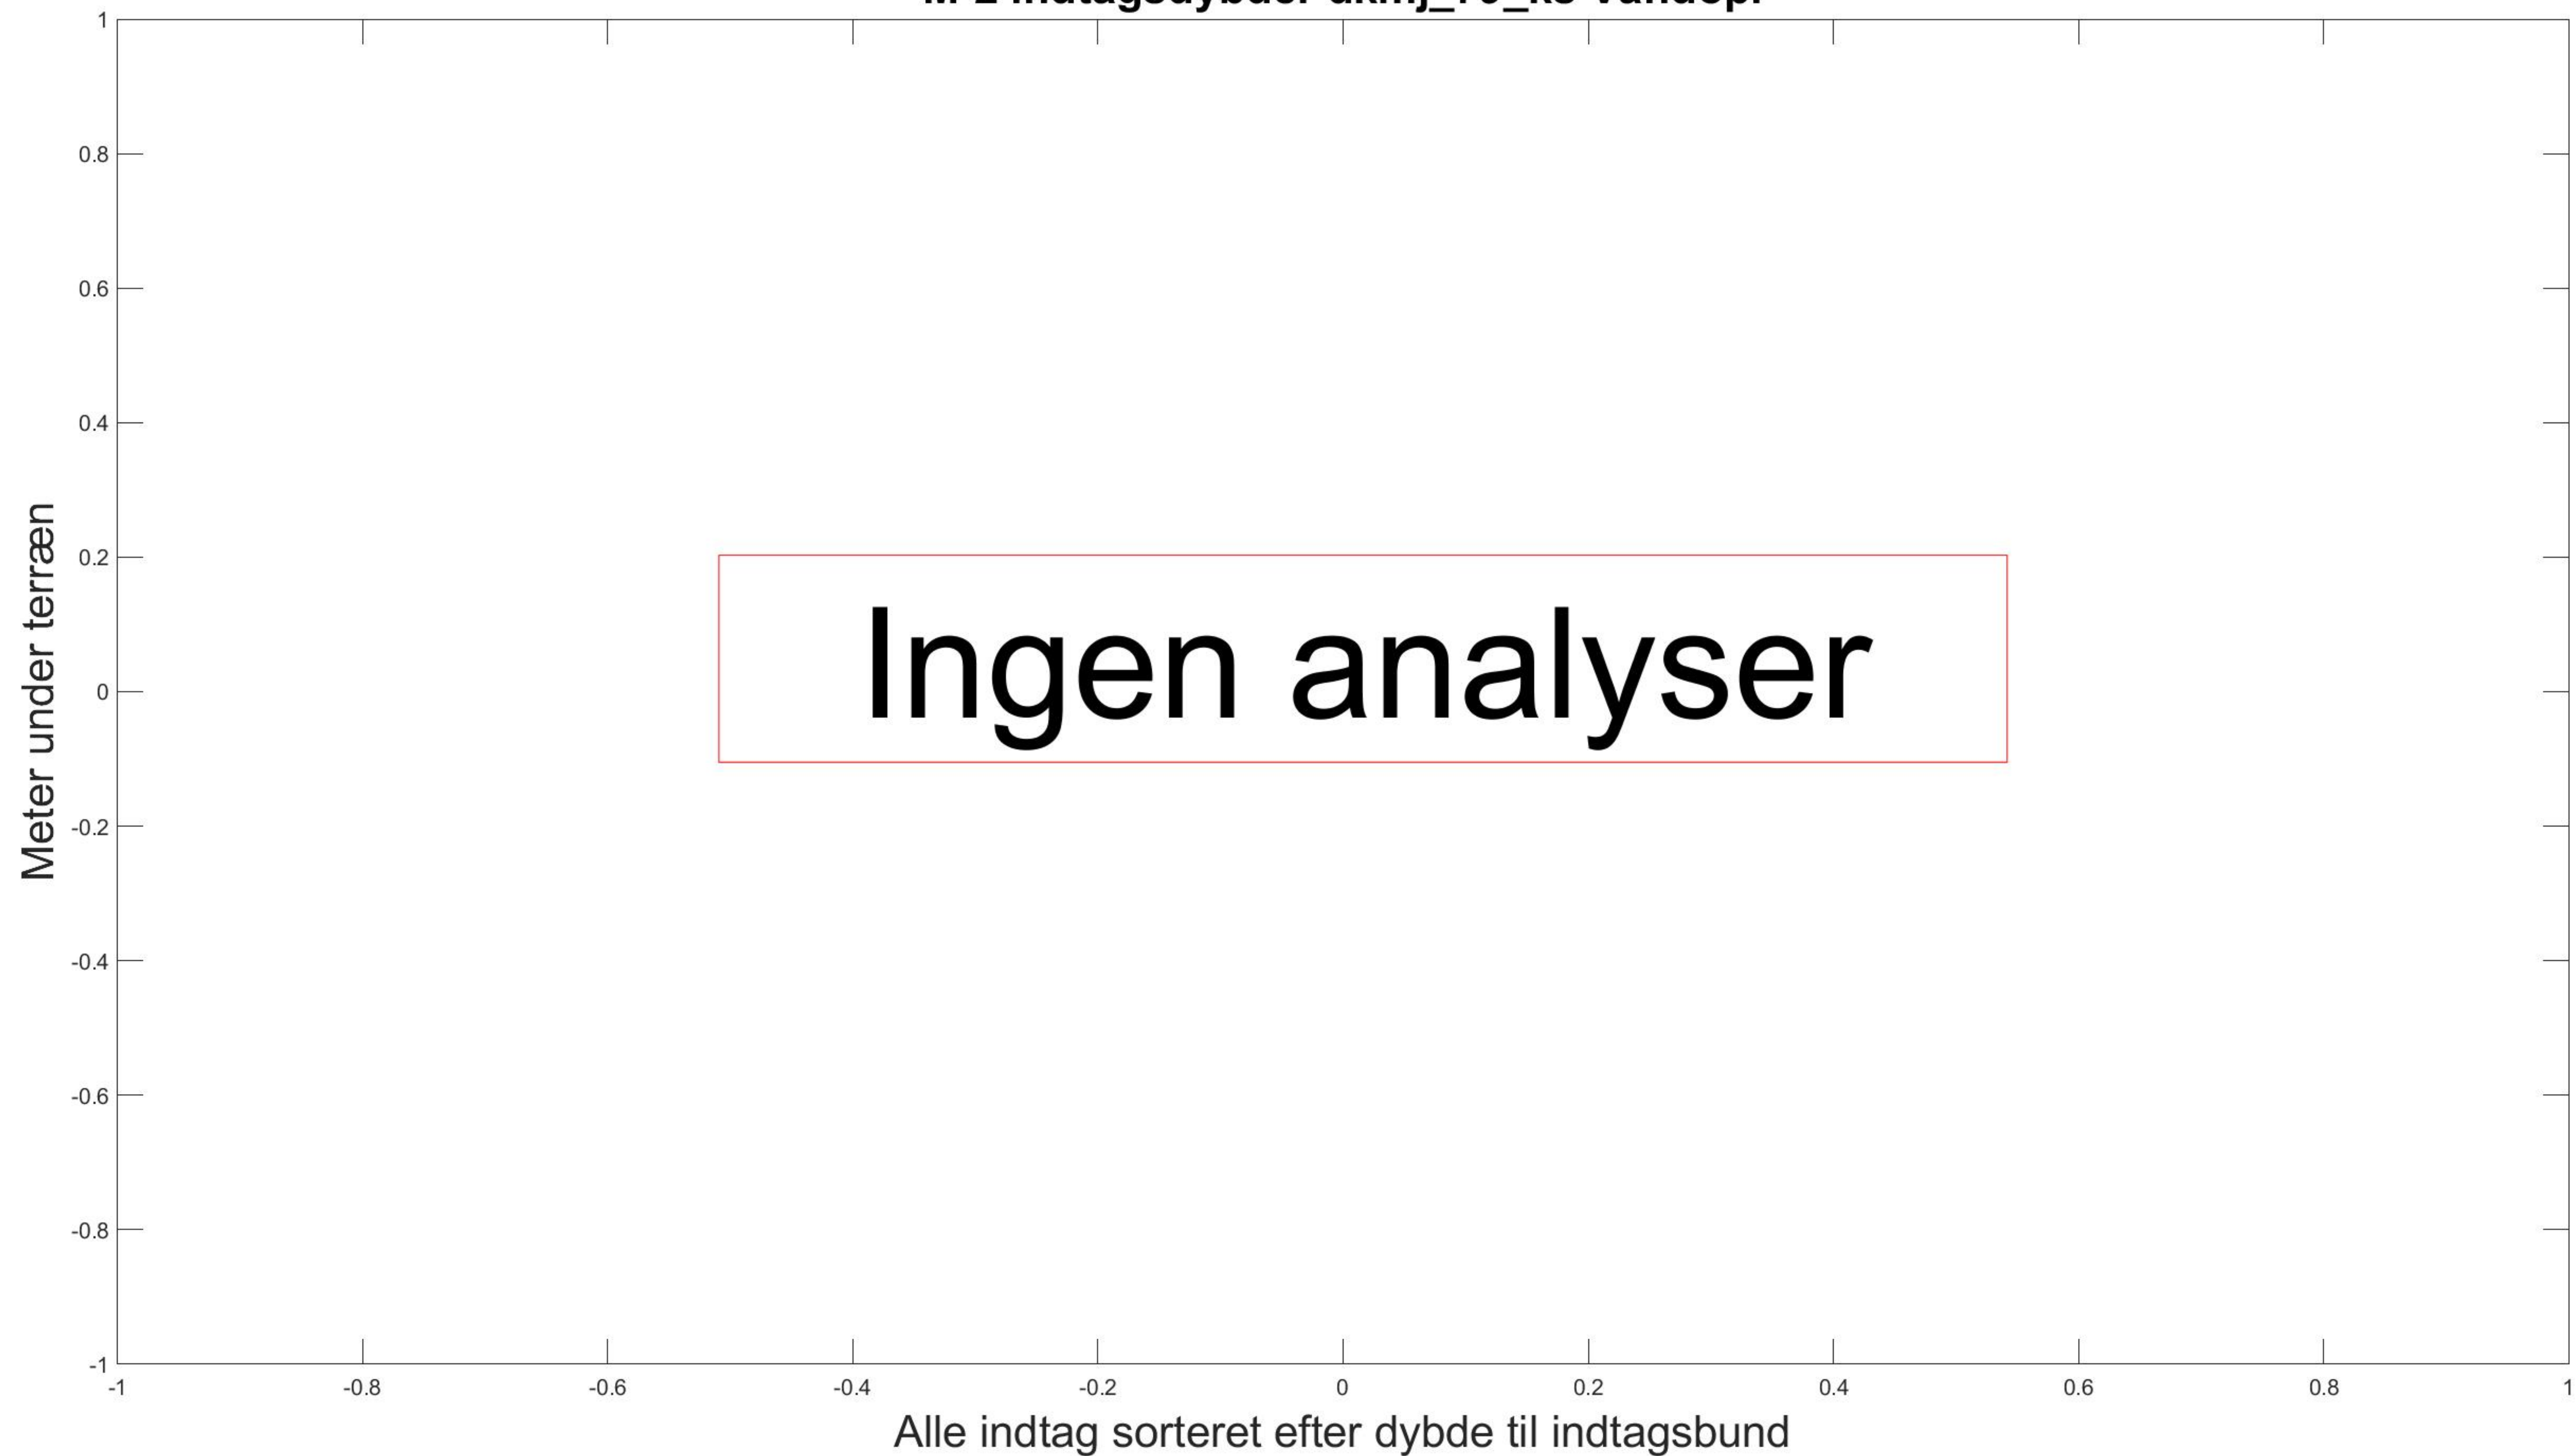 1
0.8
0.6
0.4
0.2
0
-0.2
-0.4
-0.6
-0.8
-1
Meter under terræn
Ingen analyser
-1 -0.8 -0.6 -0.4 -0.2 0 0.2 0.4 0.6 0.8 1
Alle indtag sorteret efter dybde til indtagsbund